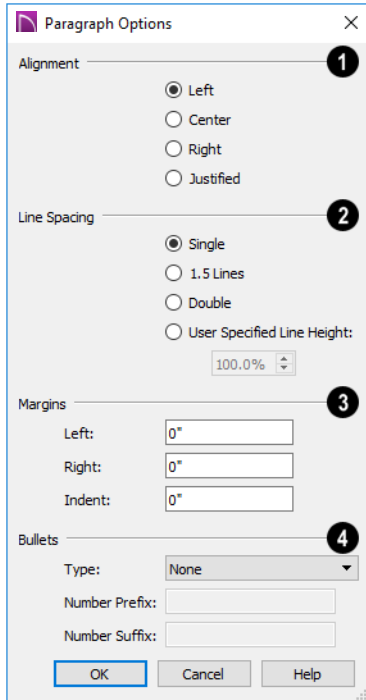 Paragraph Options
Alignment 1
Left
Center
Right
Justified
Line Spacing 2
Single
1.5 Lines
Double
User Specified Line Height:
100.0%
Margins 3
Left: 0"
Right: 0"
Indent: 0"
Bullets 4
Type: None
Number Prefix:
Number Suffix:
OK Cancel Help